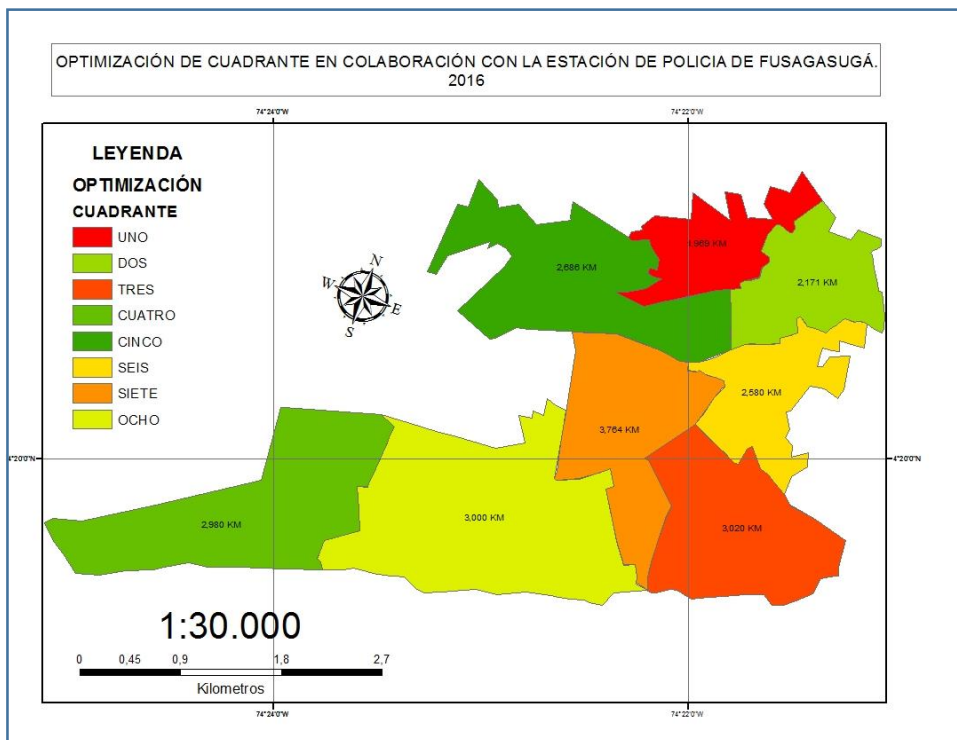 OPTIMIZACIÓN DE CUADRANTE EN COLABORACIÓN CON LA ESTACIÓN DE POLICIA DE FUSAGASUGÁ.
2016
74°24'0"W
74°22'0"W
LEYENDA
OPTIMIZACIÓN
CUADRANTE
UNO
DOS
TRES
CUATRO
CINCO
SEIS
SIETE
OCHO
N
W
E
S
1,969 KM
2,686 KM
2,171 KM
2,580 KM
3,764 KM
4°20'0"N
4°20'0"N
3,000 KM
2,980 KM
3,020 KM
1:30.000
0 0,45 0,9 1,8 2,7
Kilometros
74°24'0"W
74°22'0"W